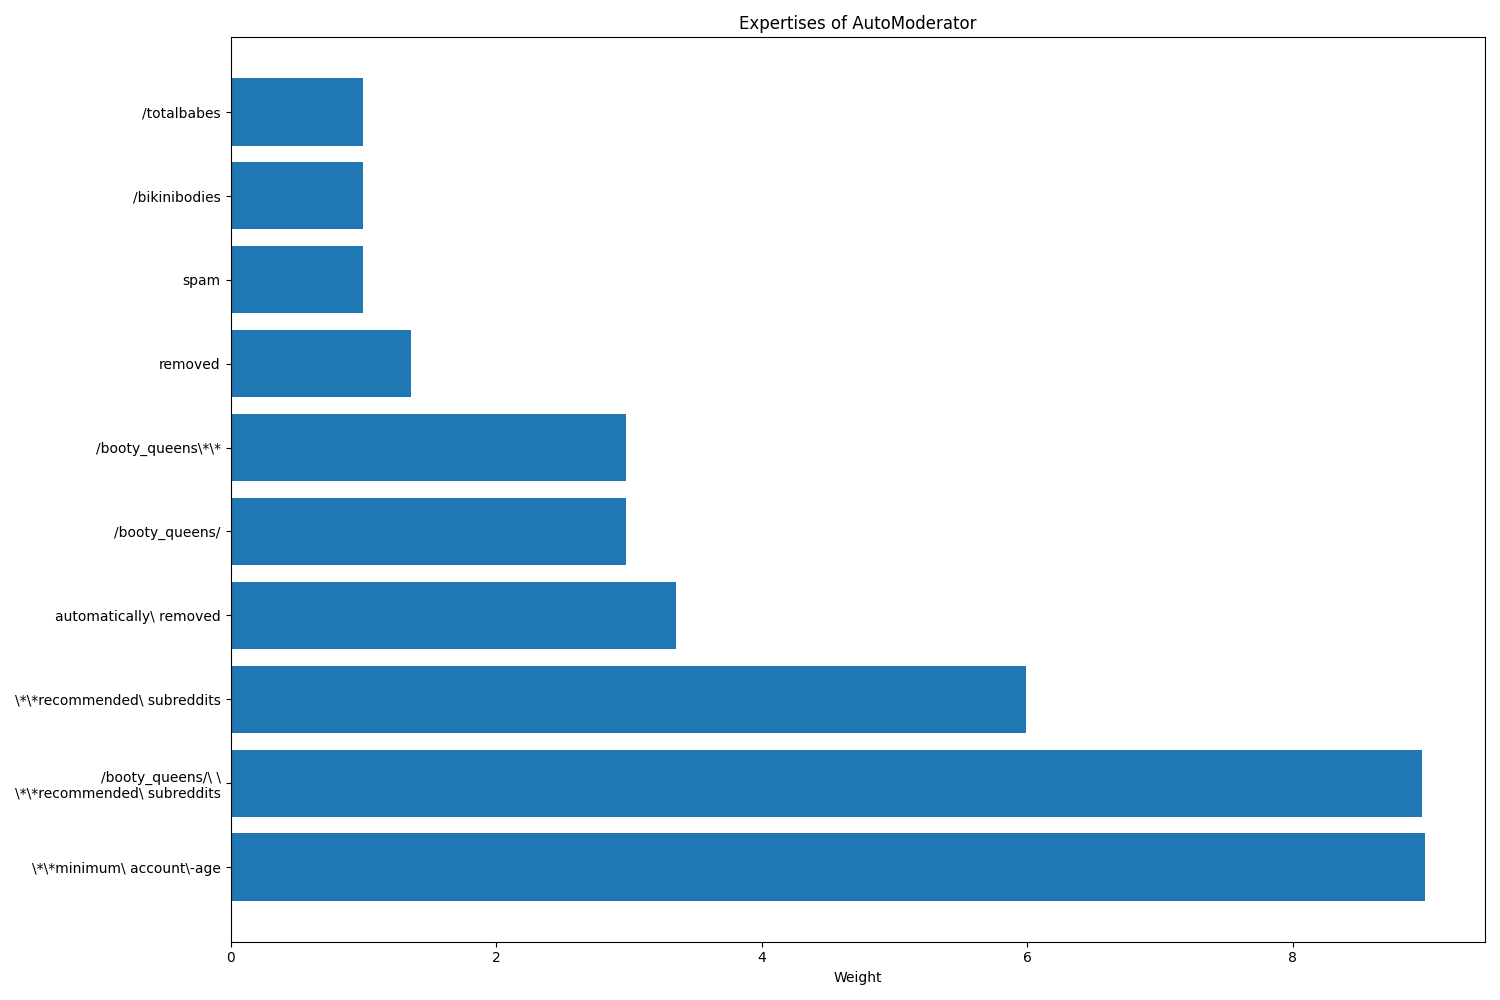 Expertises of AutoModerator
/totalbabes
/bikinibodies
spam
removed
/booty_queens\*\*
/booty_queens/
automatically\ removed
\*\*recommended\ subreddits
/booty_queens/\ \
\*\*recommended\ subreddits
\*\*minimum\ account\-age
0 2 4 6 8
Weight